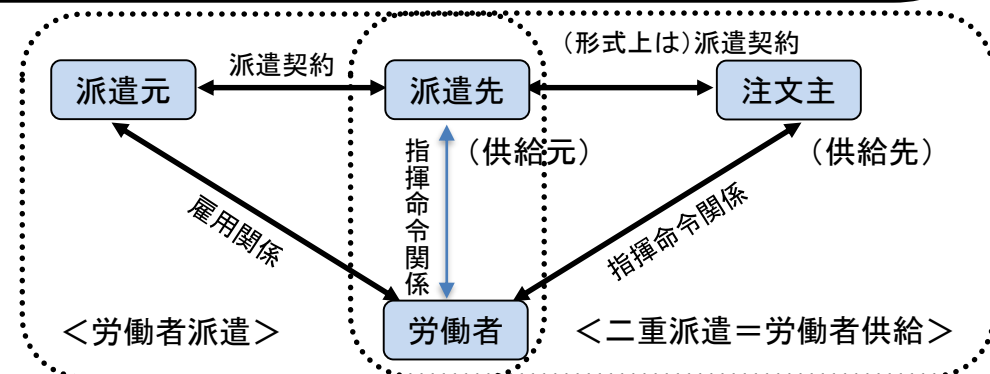 (形式上は)派遣契約
派遣契約
派遣元
派遣先
注文主
(供給元)
(供給先)
指揮命令関係
雇用関係
指揮命令関係
<労働者派遣>
労働者
<二重派遣=労働者供給>